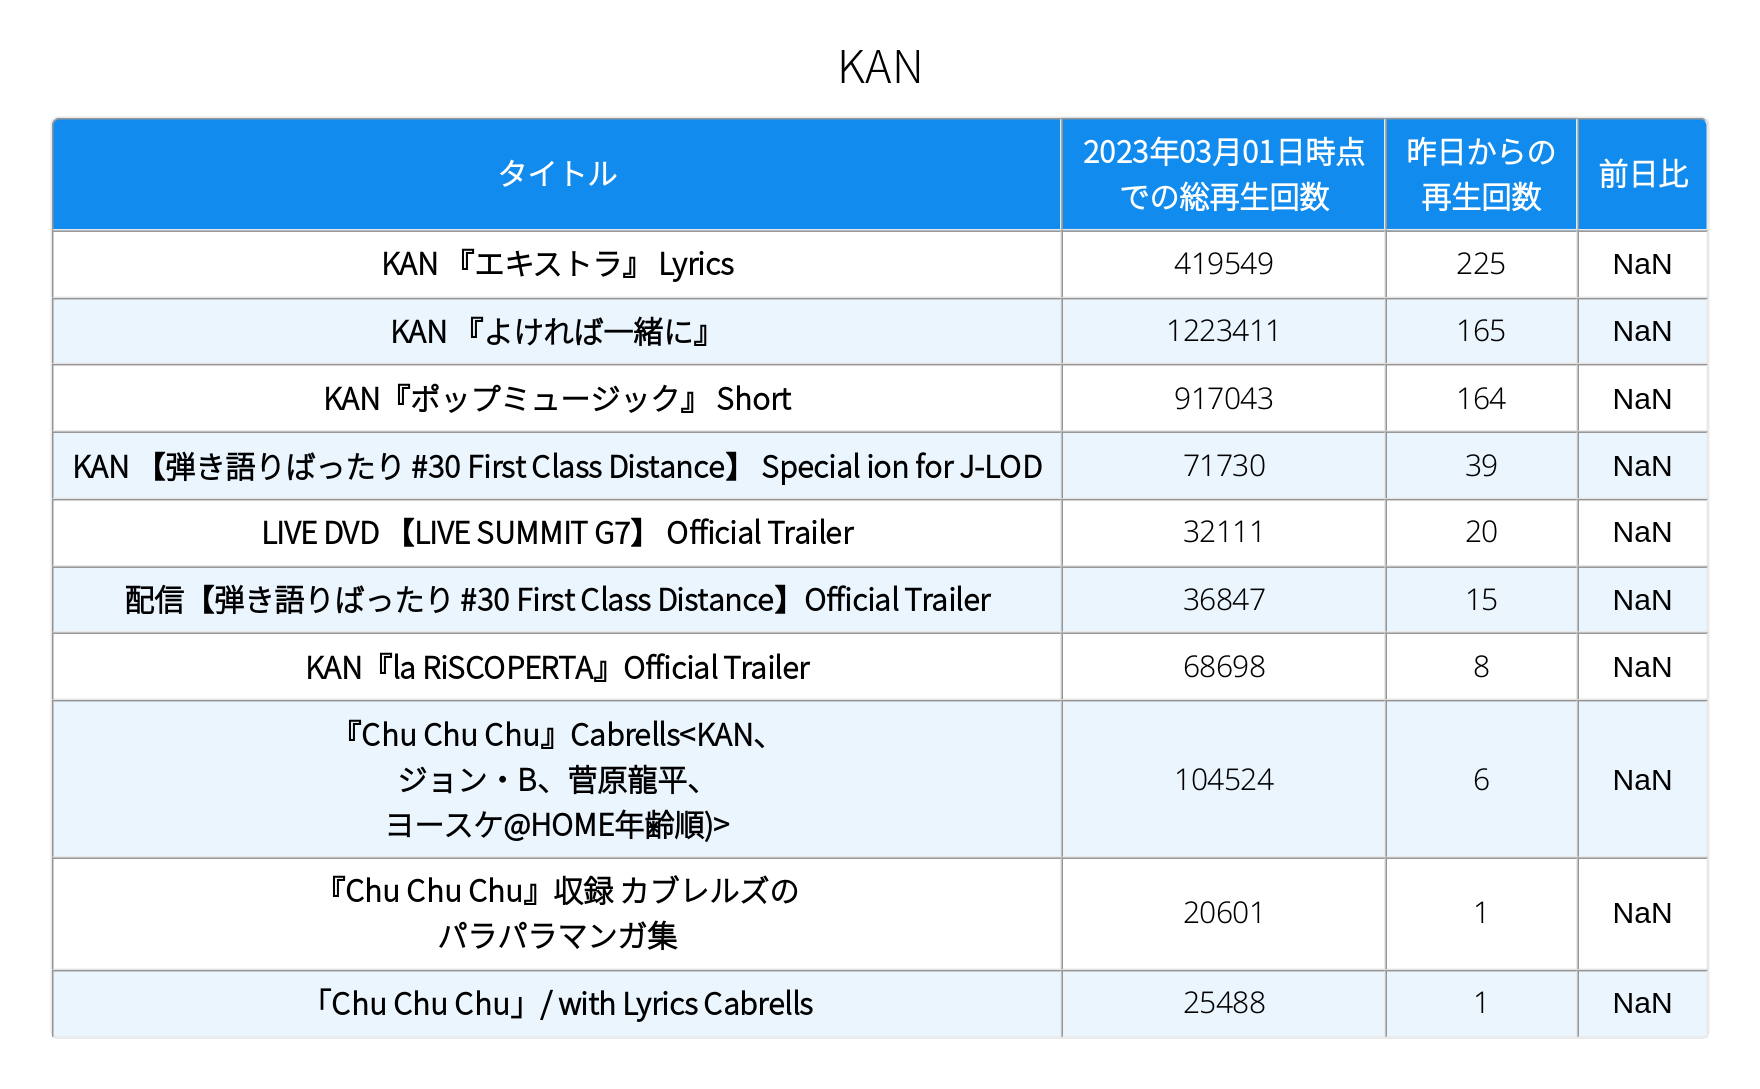 KAN
タイトル
2023年03月01日時点
での総再生回数
昨日からの
再生回数
前日比
KAN 『エキストラ』 Lyrics
419549
225
NaN
KAN 『よければ一緒に』
1223411
165
NaN
KAN『ポップミュージック』 Short
917043
164
NaN
KAN 【弾き語りばったり #30 First Class Distance】 Special ion for J-LOD
71730
39
NaN
LIVE DVD 【LIVE SUMMIT G7】 Official Trailer
32111
20
NaN
配信【弾き語りばったり #30 First Class Distance】Official Trailer
36847
15
NaN
KAN『la RiSCOPERTA』Official Trailer
68698
8
NaN
『Chu Chu Chu』Cabrells<KAN、
ジョン・B、菅原龍平、
ヨースケ@HOME年齢順)>
104524
6
NaN
『Chu Chu Chu』収録 カブレルズの
パラパラマンガ集
20601
1
NaN
「Chu Chu Chu」/ with Lyrics Cabrells
25488
1
NaN